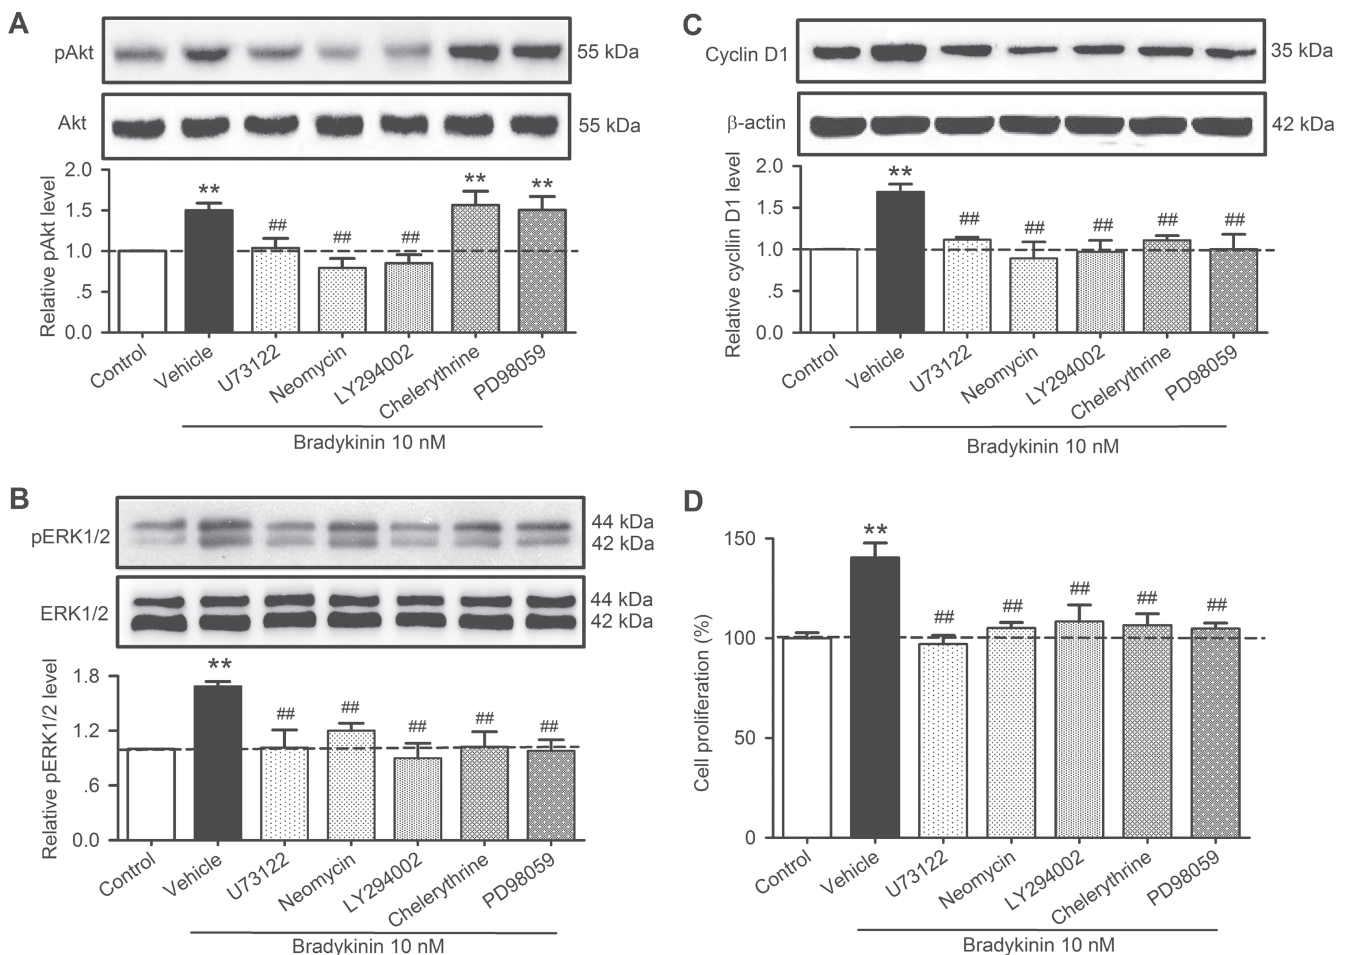 A
pAkt
55 kDa
Akt
55 kDa
Relative pAkt level
2.0
1.5
1.0
.5
0.0
**
##
##
##
**
**
Control
Vehicle
U73122
Neomycin
LY294002
Chelerythrine
PD98059
Bradykinin 10 nM
C
Cyclin D1
35 kDa
β-actin
42 kDa
Relative cycllin D1 level
2.0
1.5
1.0
.5
0.0
**
##
##
##
##
##
Control
Vehicle
U73122
Neomycin
LY294002
Chelerythrine
PD98059
Bradykinin 10 nM
B
pERK1/2
44 kDa
42 kDa
ERK1/2
44 kDa
42 kDa
Relative pERK1/2 level
1.8
1.2
.6
0.0
**
##
##
##
##
##
Control
Vehicle
U73122
Neomycin
LY294002
Chelerythrine
PD98059
Bradykinin 10 nM
D
Cell proliferation (%)
150
100
50
0
**
##
##
##
##
##
Control
Vehicle
U73122
Neomycin
LY294002
Chelerythrine
PD98059
Bradykinin 10 nM